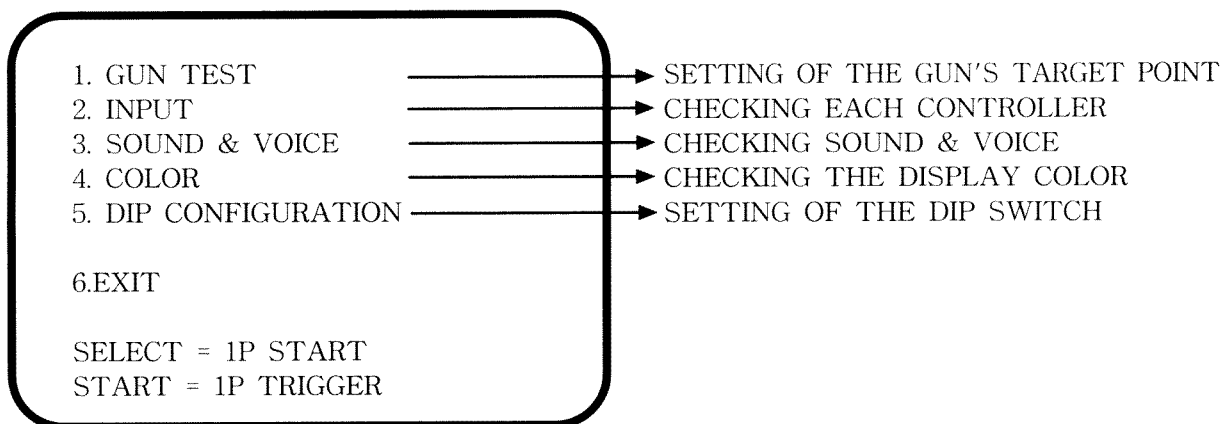 1. GUN TEST SETTING OF THE GUN'S TARGET POINT
2. INPUT CHECKING EACH CONTROLLER
3. SOUND & VOICE CHECKING SOUND & VOICE
4. COLOR CHECKING THE DISPLAY COLOR
5. DIP CONFIGURATION SETTING OF THE DIP SWITCH
6.EXIT
SELECT = 1P START
START = 1P TRIGGER